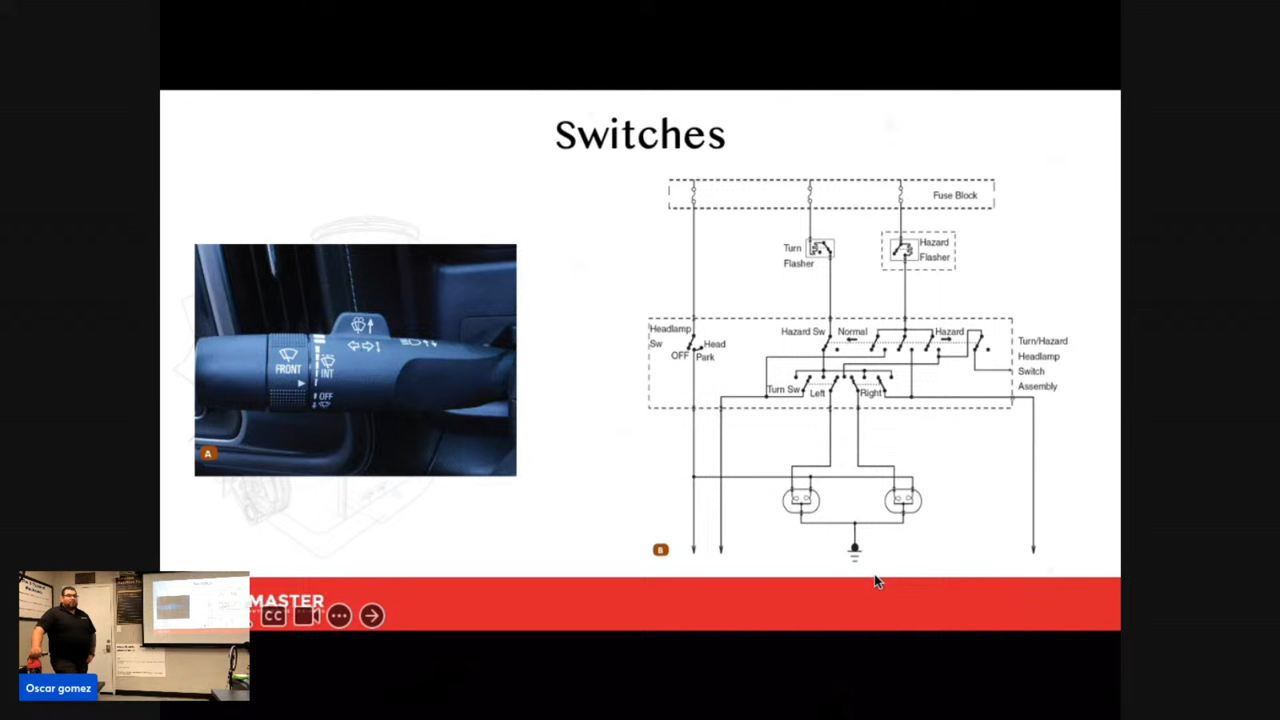 Switches
FRONT
INT
OFF
A
Fuse Block
Turn
Flasher
Hazard
Flasher
Headlamp
Sw
OFF
Head
Park
Hazard Sw
Normal
Hazard
Turn/Hazard
Headlamp
Switch
Assembly
Turn Sw
Left
Right
B
MASTER
CC
Oscar gomez